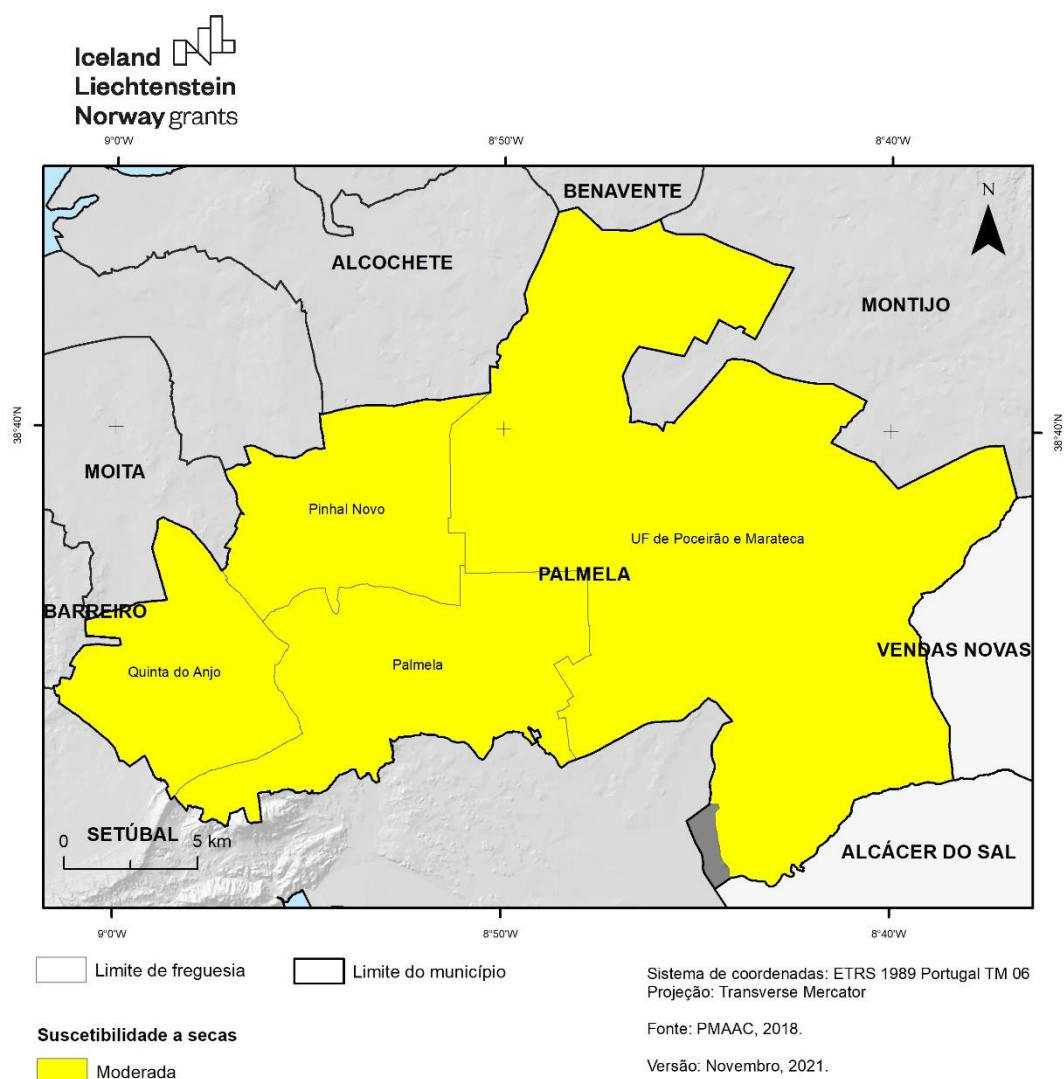 Iceland
Liechtenstein
Norway grants
9°0'W
8°50'W
8°40'W
N
BENAVENTE
ALCOCHETE
MONTIJO
38°40'N
38°40'N
MOITA
Pinhal Novo
UF de Poceirão e Marateca
PALMELA
BARREIRO
Quinta do Anjo
Palmela
VENDAS NOVAS
SETÚBAL
0
5 km
ALCÁCER DO SAL
9°0'W
8°50'W
8°40'W
Limite de freguesia
Limite do município
Sistema de coordenadas: ETRS 1989 Portugal TM 06
Projeção: Transverse Mercator
Fonte: PMAAC, 2018.
Versão: Novembro, 2021.
Suscetibilidade a secas
Moderada